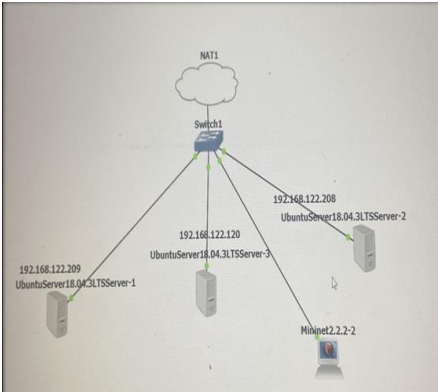 NAT1
Switch1
192.168.122.208
UbuntuServer18.04.3LTSServer-2
192.168.122.120
UbuntuServer18.04.3LTSServer-3
192.168.122.209
UbuntuServer18.04.3LTSServer-1
Mininet2.2.2-2